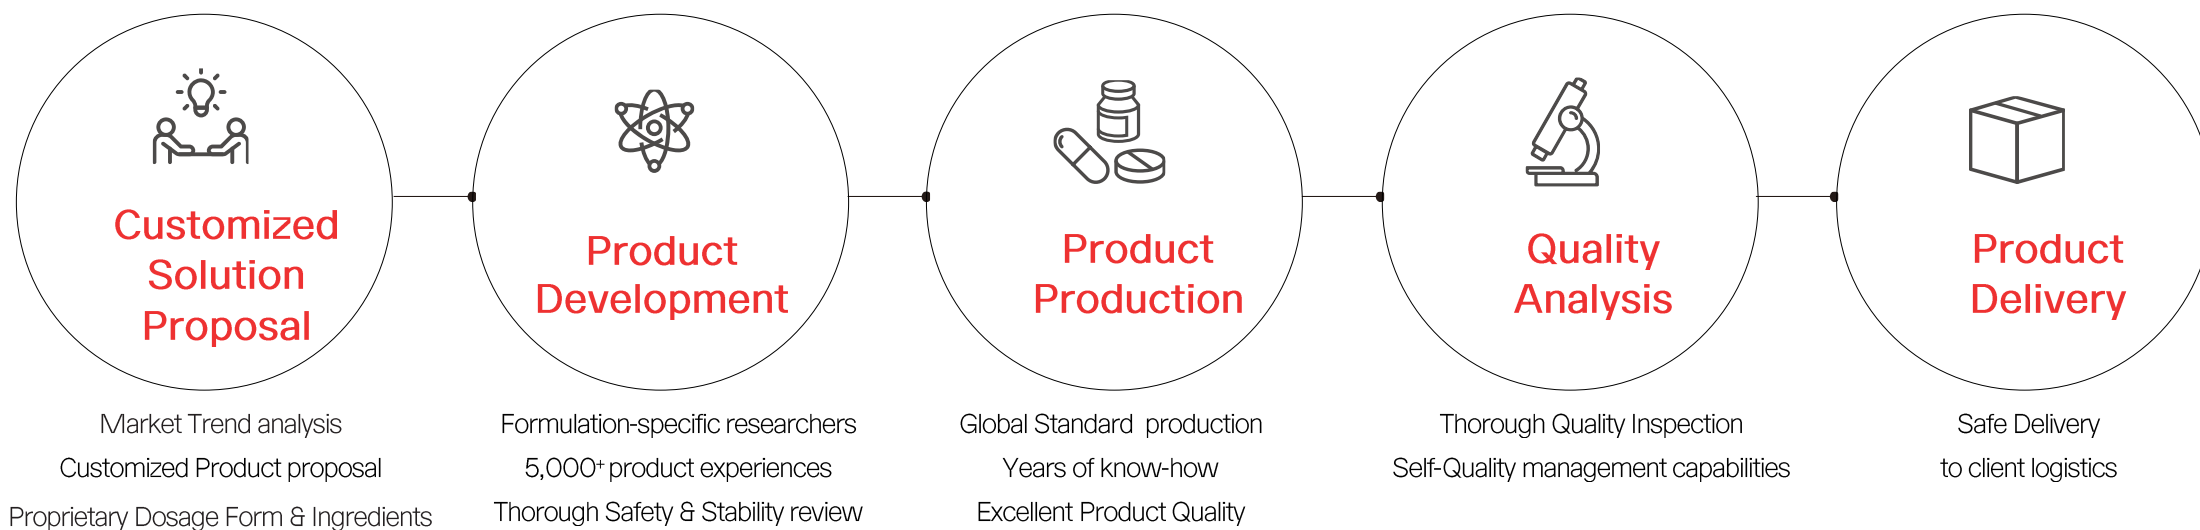 Customized
Solution
Proposal
Market Trend analysis
Customized Product proposal
Proprietary Dosage Form & Ingredients
Product
Development
Formulation-specific researchers
5,000+ product experiences
Thorough Safety & Stability review
Product
Production
Global Standard production
Years of know-how
Excellent Product Quality
Quality
Analysis
Thorough Quality Inspection
Self-Quality management capabilities
Product
Delivery
Safe Delivery
to client logistics